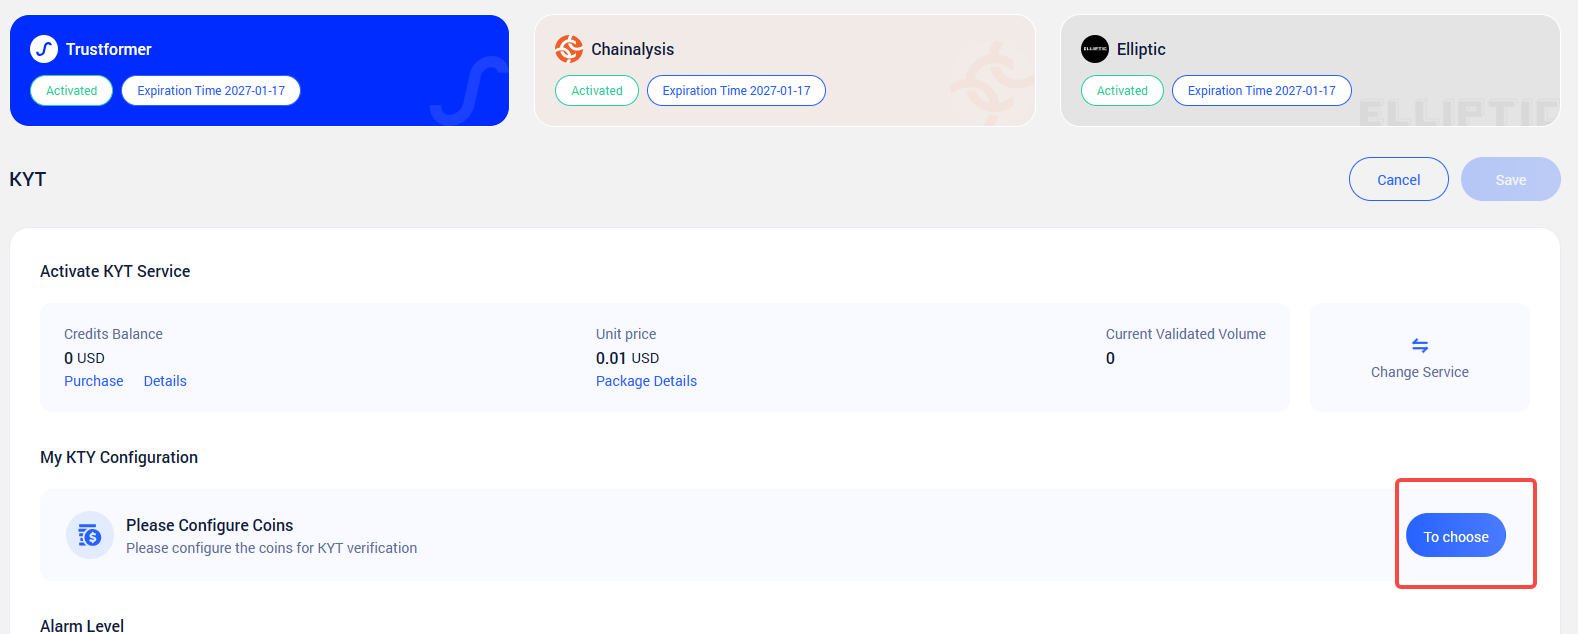 Trustformer
Activated
Expiration Time 2027-01-17
Chainalysis
Activated
Expiration Time 2027-01-17
ELLIPTIC
Elliptic
Activated
Expiration Time 2027-01-17
ELLIPTIC
KYT
Cancel
Save
Activate KYT Service
Credits Balance
0 USD
Purchase
Details
Unit price
0.01 USD
Package Details
Current Validated Volume
0
Change Service
My KTY Configuration
Please Configure Coins
Please configure the coins for KYT verification
To choose
Alarm Level